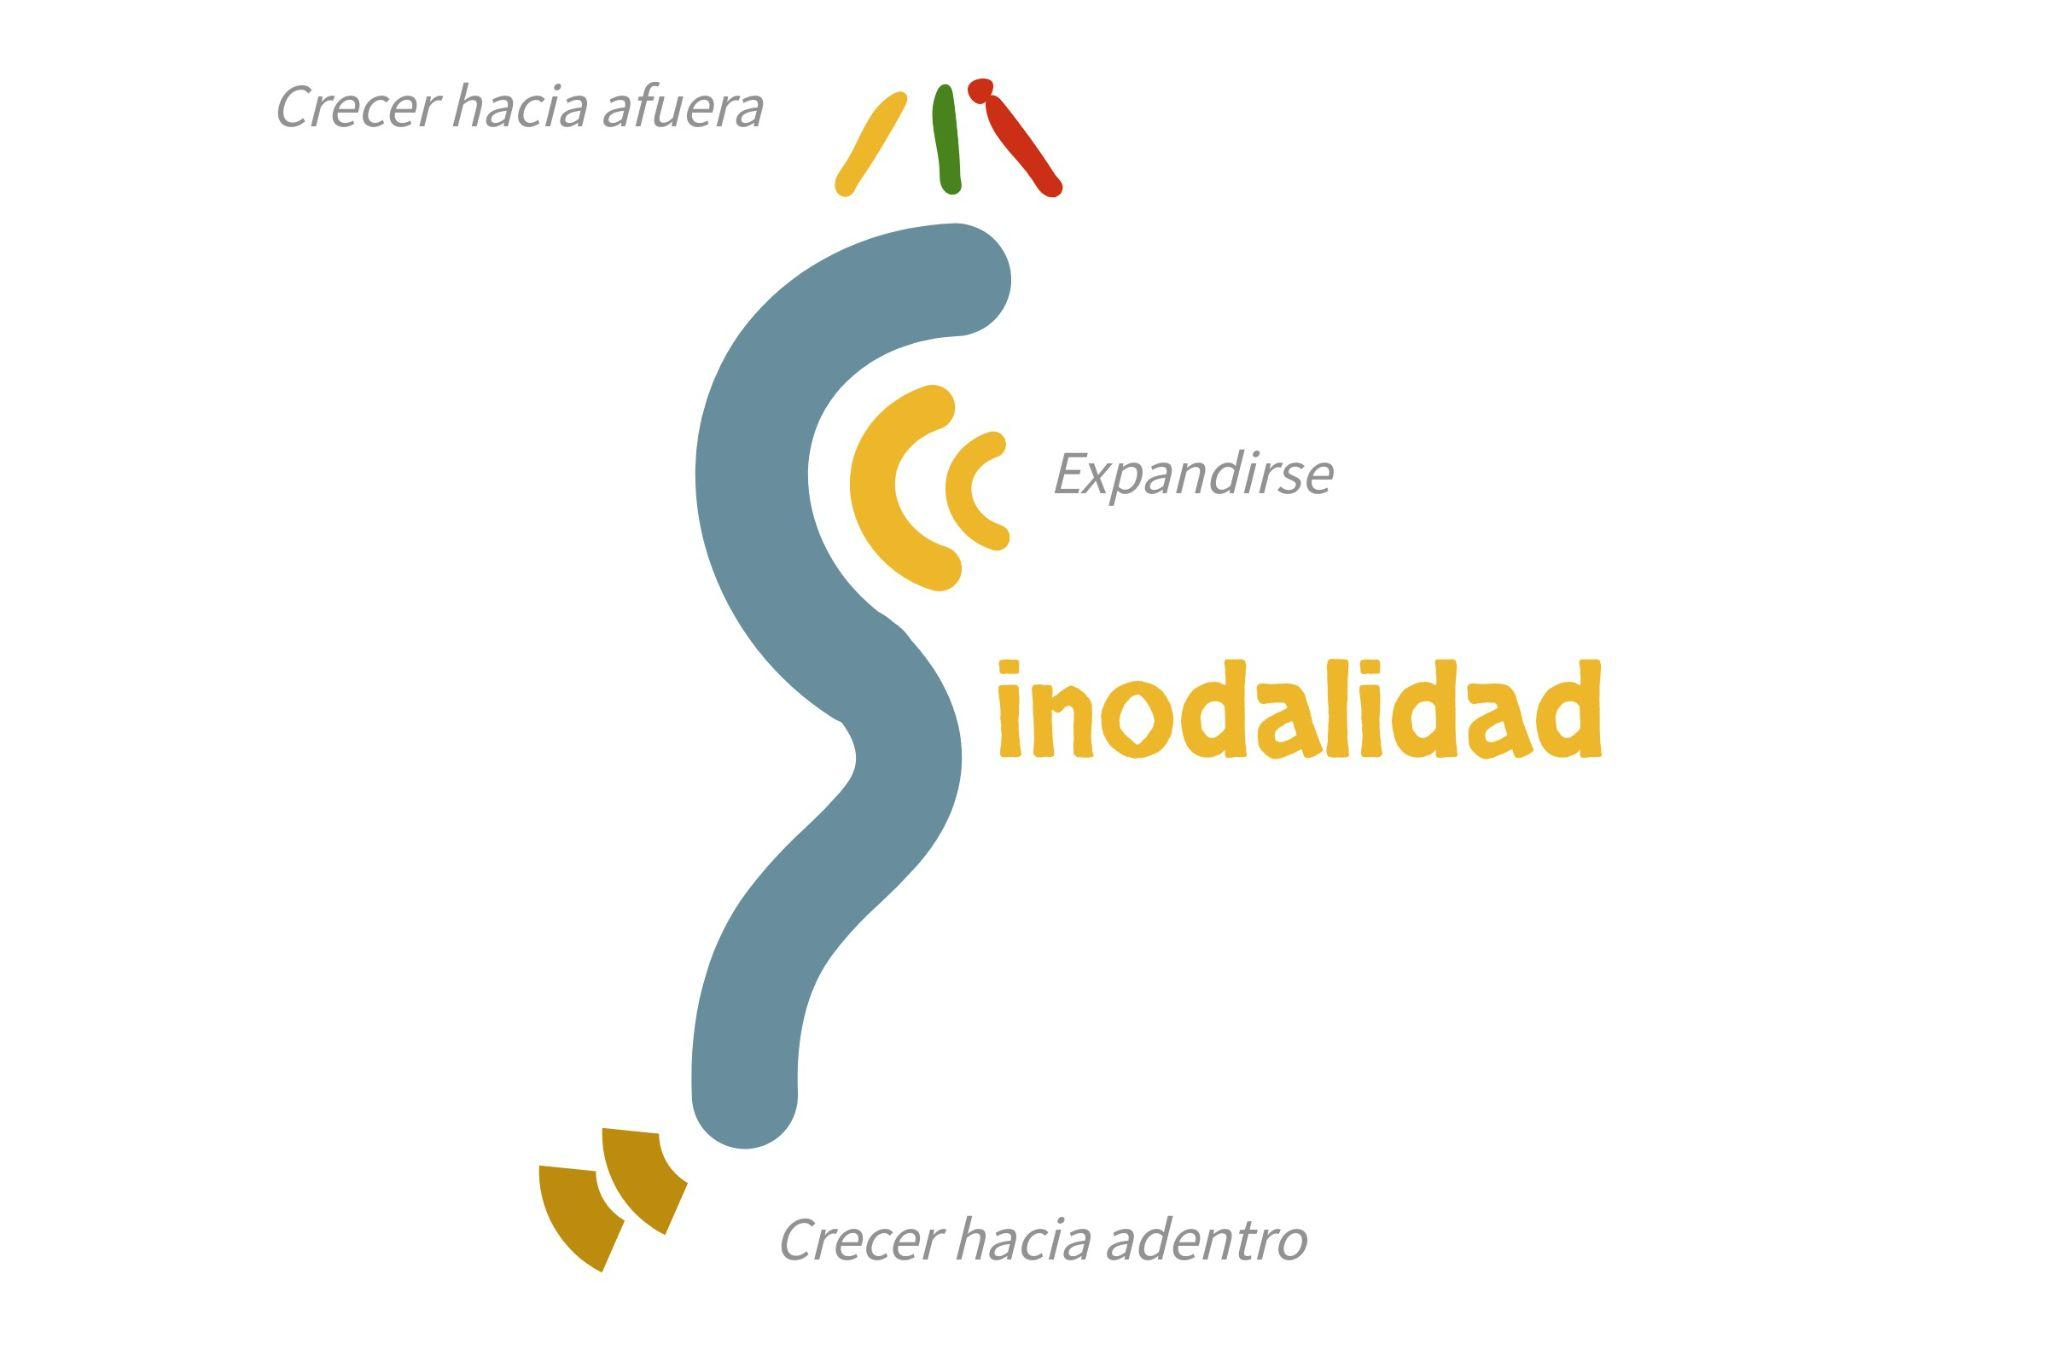 Crecer hacia afuera
Expandirse
Sinodalidad
Crecer hacia adentro